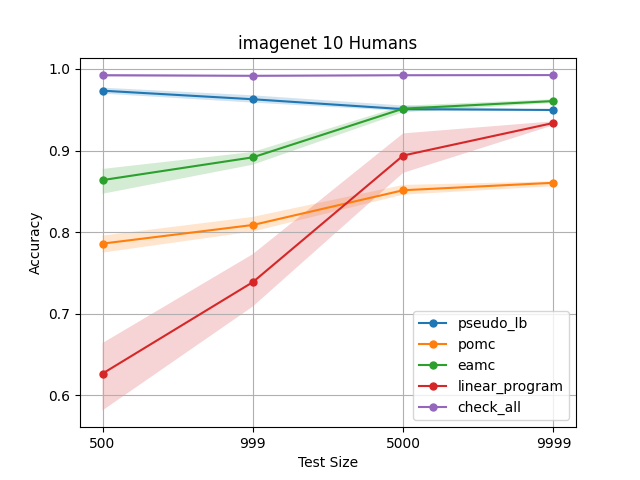 imagenet 10 Humans
1.0
0.9
0.8
0.7
0.6
Accuracy
500 999 5000 9999
Test Size
pseudo_lb
pomc
eamc
linear_program
check_all